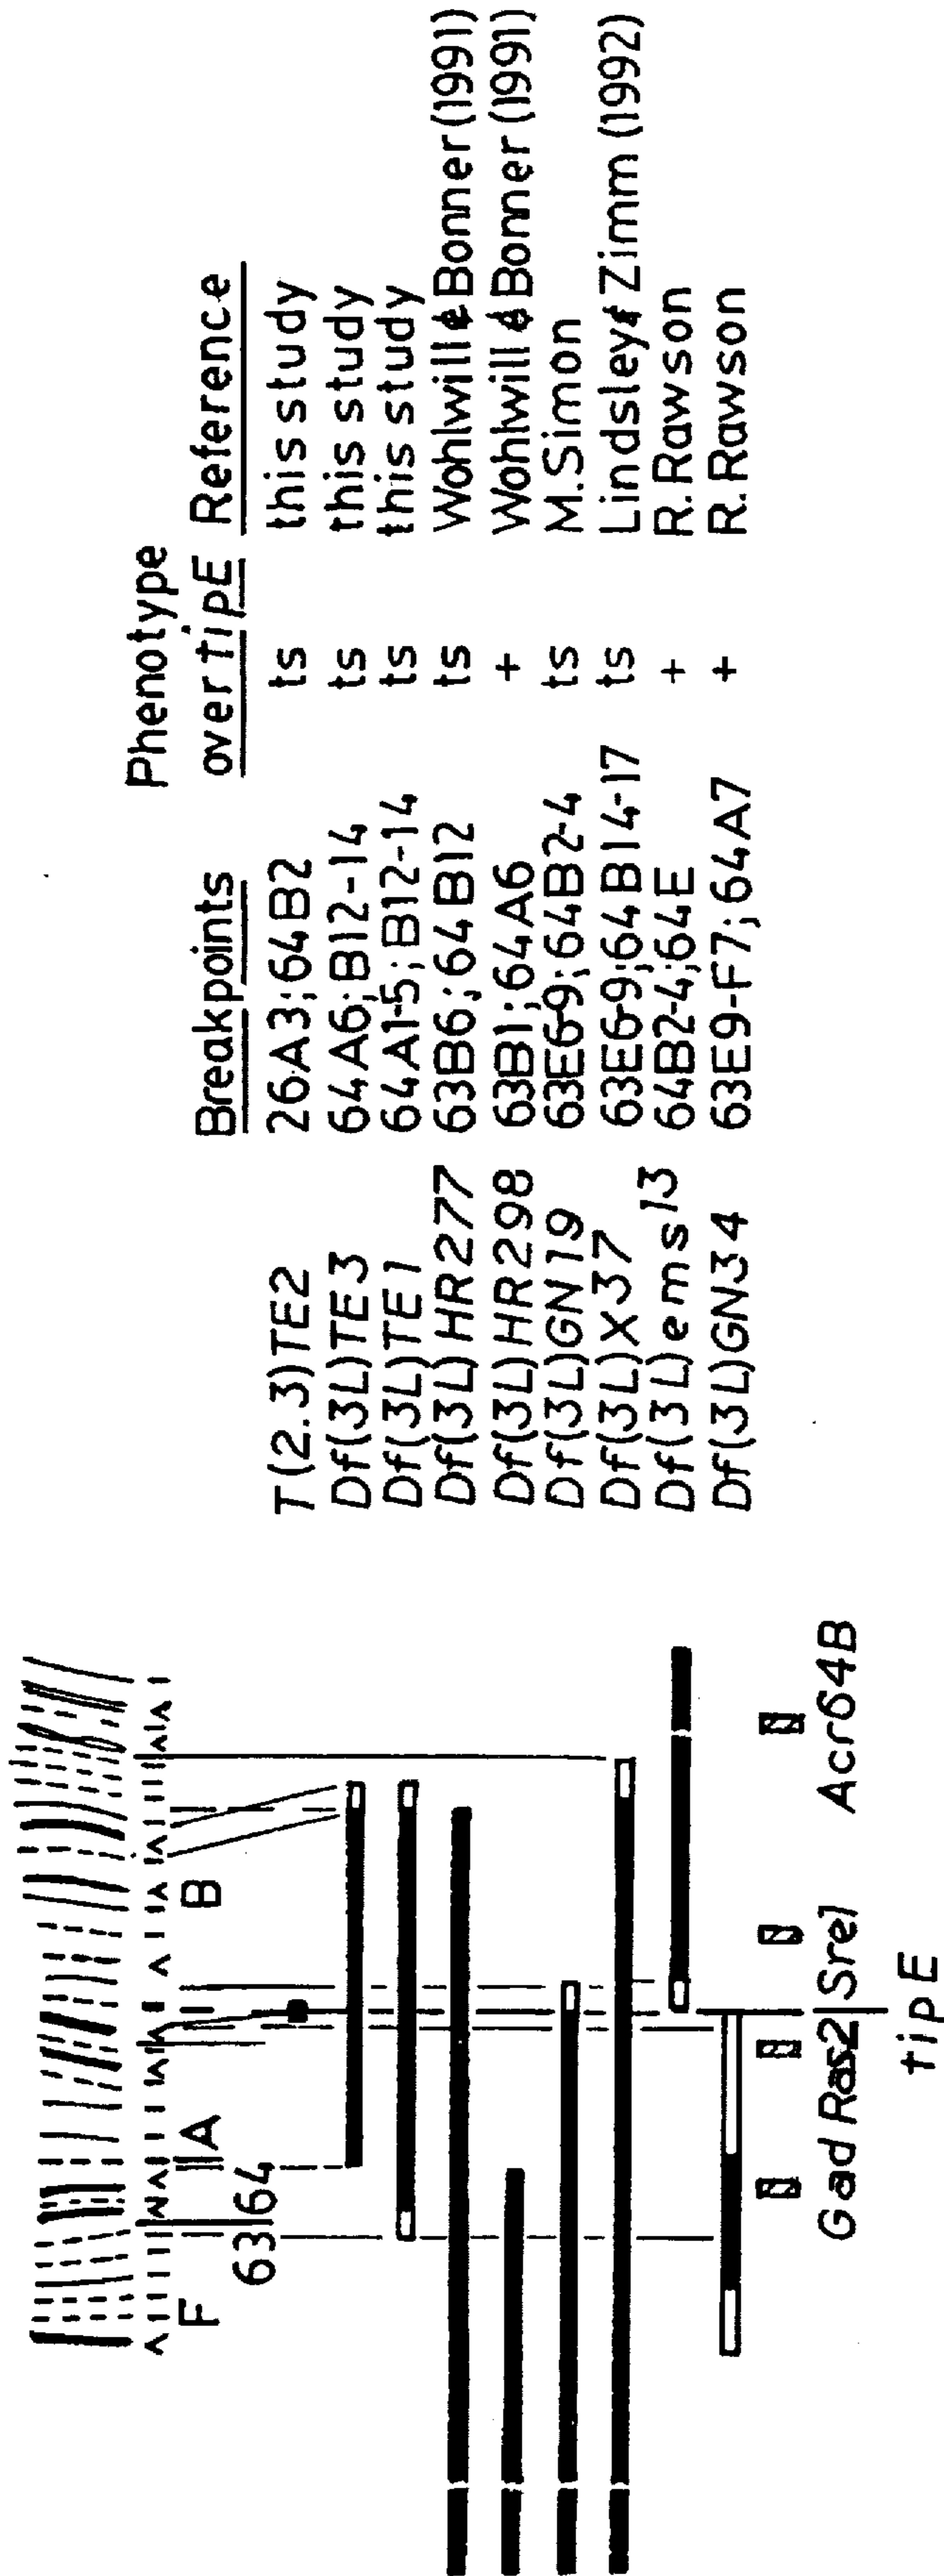 F
63|64
A
B
Gad Ras2 Srel Acr64B
tipE
Phenotype
Breakpoints over tipE Reference
T(2.3)TE2 26A3;64B2 ts this study
Df(3L)TE3 64A6;B12-14 ts this study
Df(3L)TE1 64A1-5;B12-14 ts this study
Df(3L)HR277 63B6;64B12 ts Wohlwill & Bonner (1991)
Df(3L)HR298 63B1;64A6 + Wohlwill & Bonner (1991)
Df(3L)GN19 63E6-9;64B2-4 ts M.Simon
Df(3L)X37 63E6-9;64B14-17 ts Lindsley & Zimm (1992)
Df(3L)ems13 64B2-4;64E + R.Rawson
Df(3L)GN34 63E9-F7;64A7 + R.Rawson